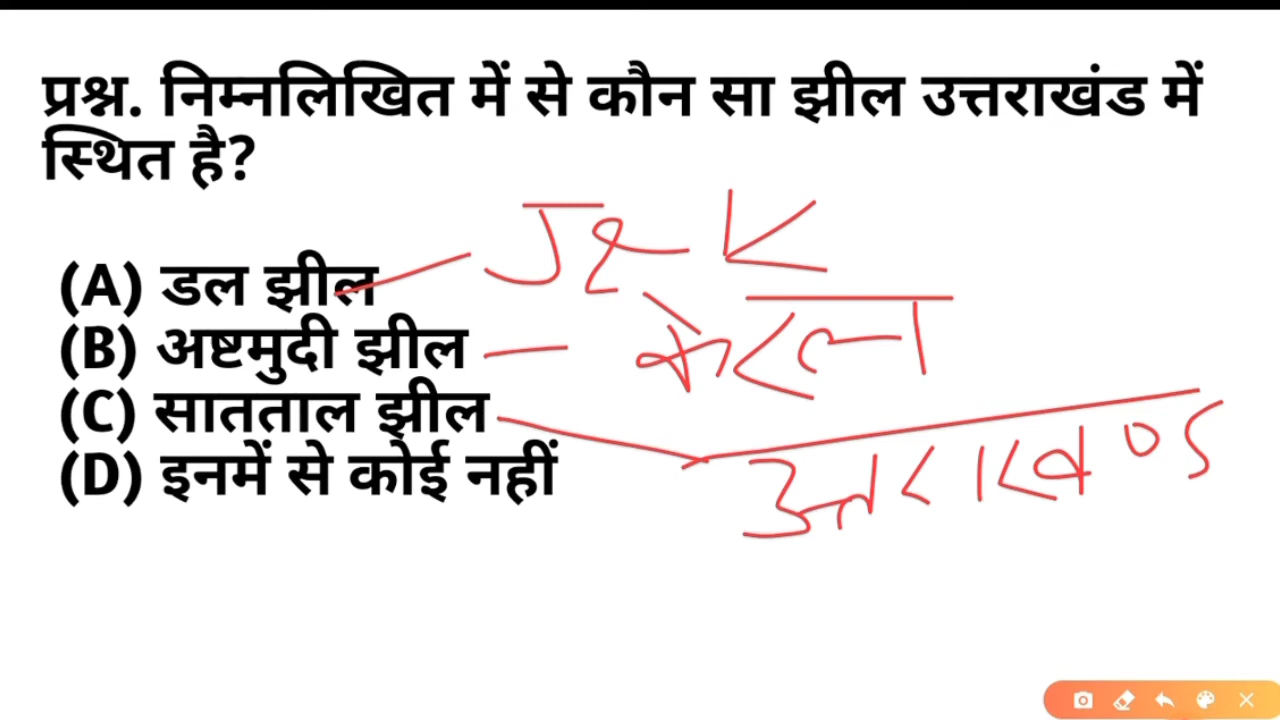 प्रश्न. निम्नलिखित में से कौन सा झील उत्तराखंड में
स्थित है?
(A) डल झील J & K
(B) अष्टमुदी झील — केरला
(C) सातताल झील उत्तराखण्ड
(D) इनमें से कोई नहीं